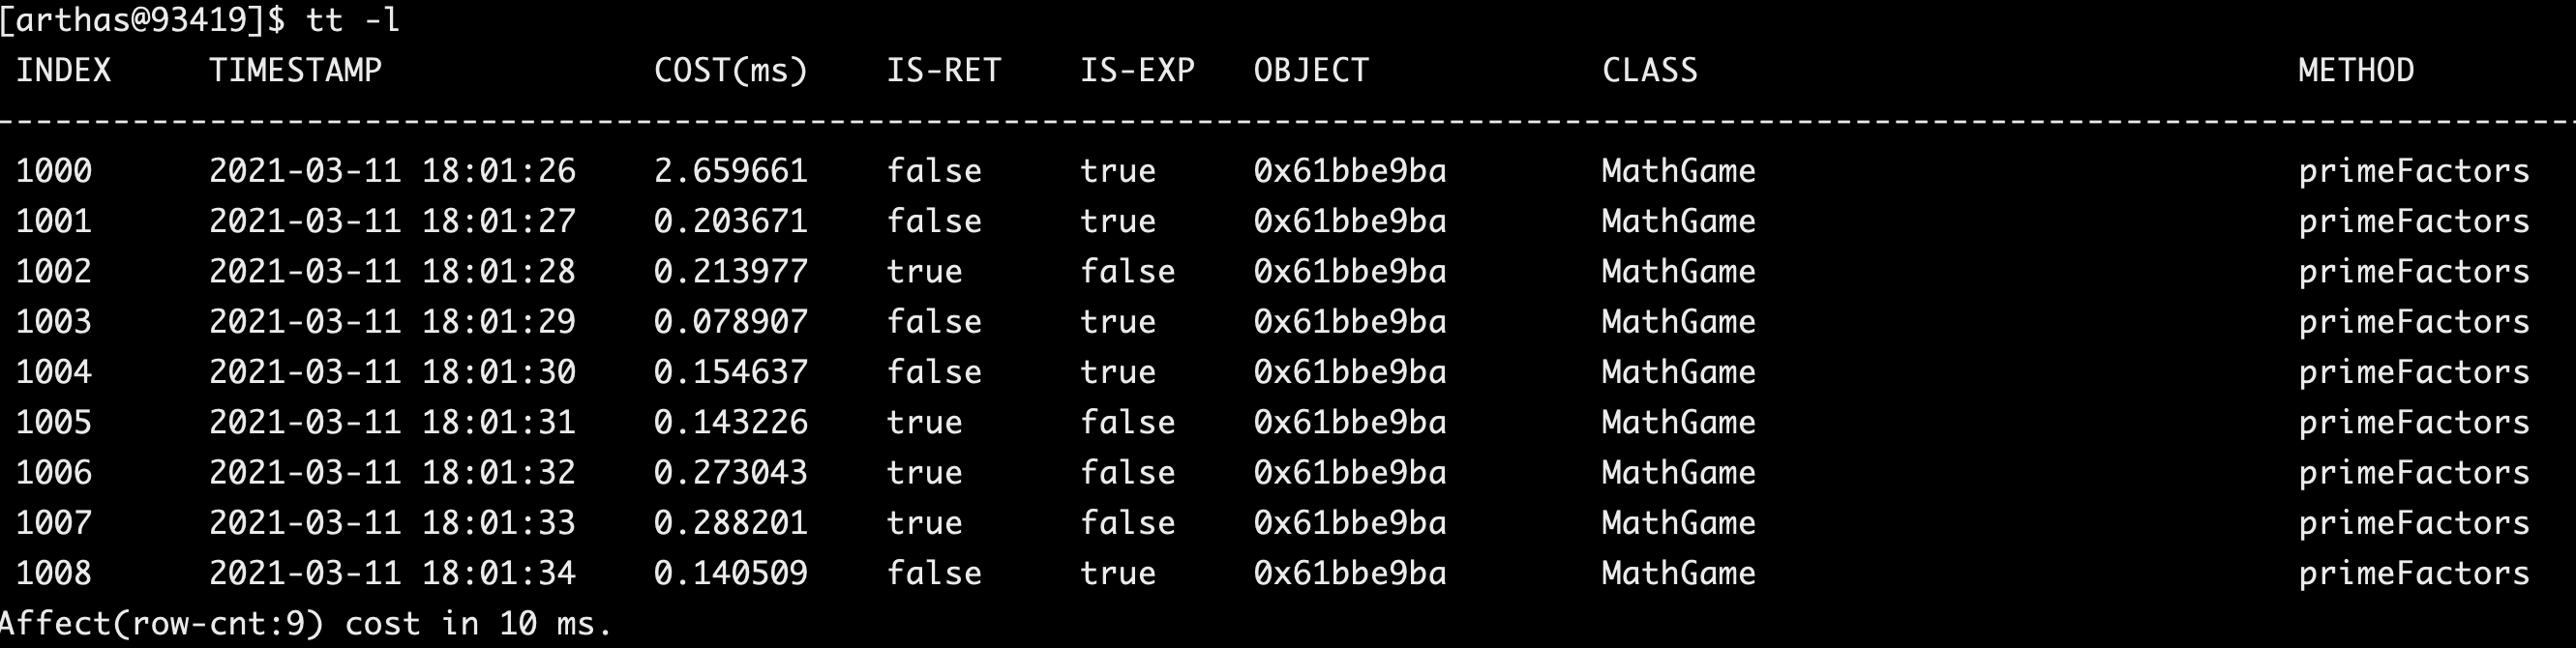 [arthas@93419]$ tt -l
INDEX TIMESTAMP COST(ms) IS-RET IS-EXP OBJECT CLASS METHOD
--------------------------------------------------------------------------------------------------------------------------------------
1000 2021-03-11 18:01:26 2.659661 false true 0x61bbe9ba MathGame primeFactors
1001 2021-03-11 18:01:27 0.203671 false true 0x61bbe9ba MathGame primeFactors
1002 2021-03-11 18:01:28 0.213977 true false 0x61bbe9ba MathGame primeFactors
1003 2021-03-11 18:01:29 0.078907 false true 0x61bbe9ba MathGame primeFactors
1004 2021-03-11 18:01:30 0.154637 false true 0x61bbe9ba MathGame primeFactors
1005 2021-03-11 18:01:31 0.143226 true false 0x61bbe9ba MathGame primeFactors
1006 2021-03-11 18:01:32 0.273043 true false 0x61bbe9ba MathGame primeFactors
1007 2021-03-11 18:01:33 0.288201 true false 0x61bbe9ba MathGame primeFactors
1008 2021-03-11 18:01:34 0.140509 false true 0x61bbe9ba MathGame primeFactors
Affect(row-cnt:9) cost in 10 ms.